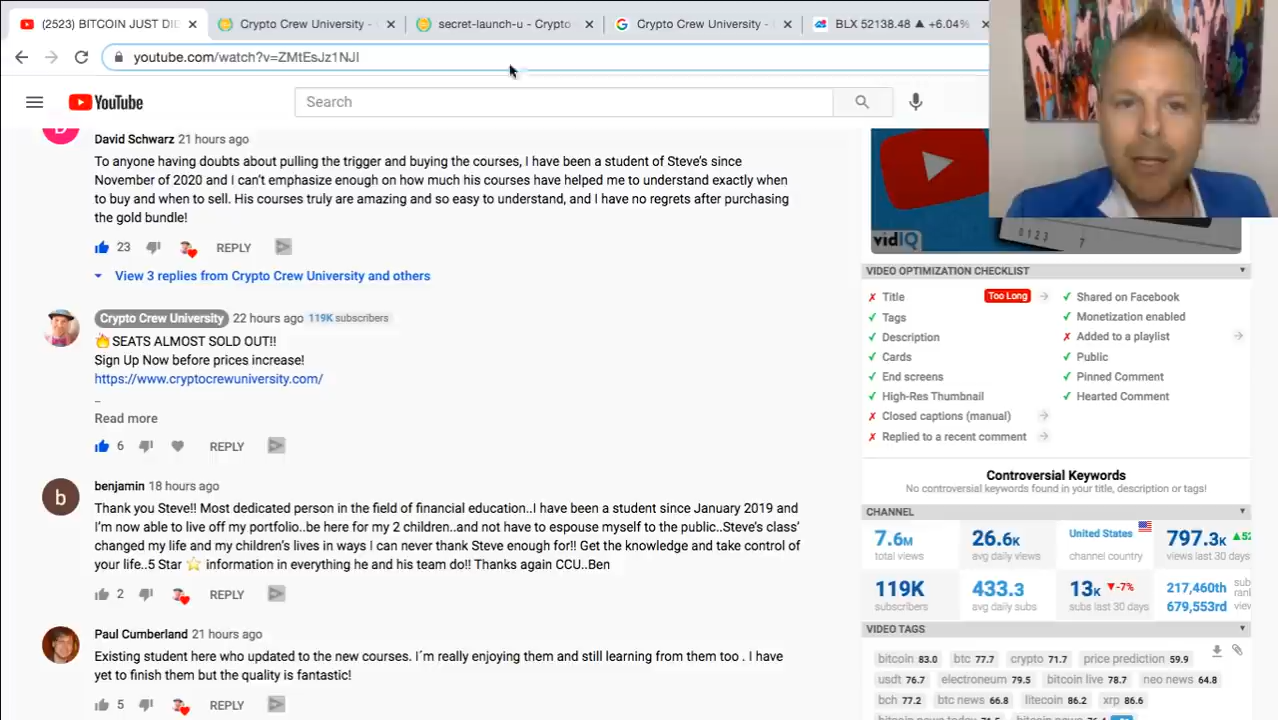 (2523) BITCOIN JUST DI
Crypto Crew University -
secret-launch-u - Crypto
Crypto Crew University -
BLX 52138.48 ▲ +6.04%
youtube.com/watch?v=ZMtEsJz1NJI
YouTube
Search
David Schwarz 21 hours ago
To anyone having doubts about pulling the trigger and buying the courses, I have been a student of Steve's since
November of 2020 and I can't emphasize enough on how much his courses have helped me to understand exactly when
to buy and when to sell. His courses truly are amazing and so easy to understand, and I have no regrets after purchasing
the gold bundle!
23 REPLY
View 3 replies from Crypto Crew University and others
Crypto Crew University 22 hours ago 119K subscribers
🔥SEATS ALMOST SOLD OUT!!
Sign Up Now before prices increase!
https://www.cryptocrewuniversity.com/
_
Read more
6 REPLY
b
benjamin 18 hours ago
Thank you Steve!! Most dedicated person in the field of financial education..I have been a student since January 2019 and
I'm now able to live off my portfolio..be here for my 2 children..and not have to espouse myself to the public..Steve's class'
changed my life and my children's lives in ways I can never thank Steve enough for!! Get the knowledge and take control of
your life..5 Star ⭐ information in everything he and his team do!! Thanks again CCU..Ben
2 REPLY
Paul Cumberland 21 hours ago
Existing student here who updated to the new courses. I´m really enjoying them and still learning from them too . I have
yet to finish them but the quality is fantastic!
5 REPLY
0 1 2 3 7
vidIQ
VIDEO OPTIMIZATION CHECKLIST
✗ Title Too Long
✓ Tags
✓ Description
✓ Cards
✓ End screens
✓ High-Res Thumbnail
✗ Closed captions (manual)
✗ Replied to a recent comment
✓ Shared on Facebook
✓ Monetization enabled
✗ Added to a playlist
✓ Public
✓ Pinned Comment
✓ Hearted Comment
Controversial Keywords
No controversial keywords found in your title, description or tags!
CHANNEL
7.6M total views
26.6K avg daily views
United States channel country
797.3K ▲52 views last 30 days
119K subscribers
433.3 avg daily subs
13K ▼-7% subs last 30 days
217,460th sub rank
679,553rd view
VIDEO TAGS
bitcoin 83.0 btc 77.7 crypto 71.7 price prediction 59.9
usdt 76.7 electroneum 79.5 bitcoin live 78.7 neo news 64.8
bch 77.2 btc news 66.8 litecoin 86.2 xrp 86.6